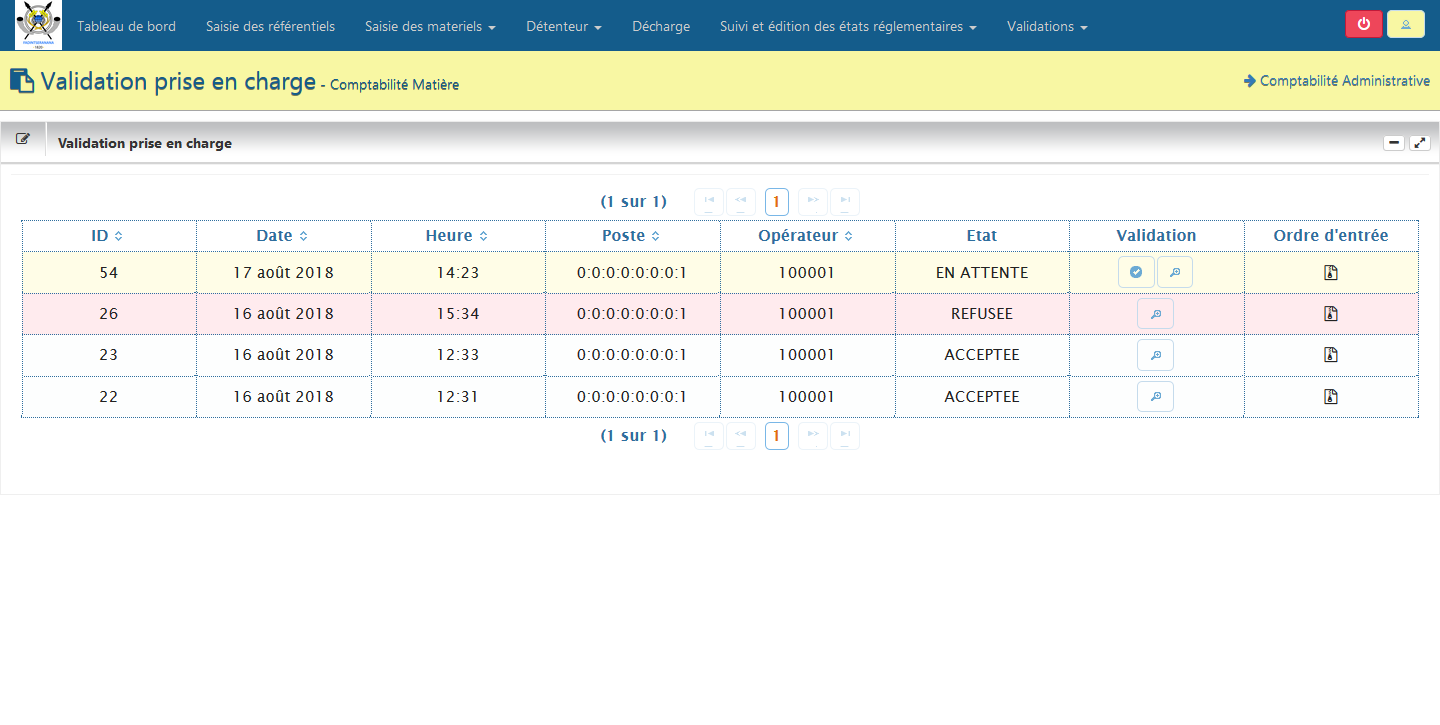 Tableau de bord Saisie des référentiels Saisie des materiels Détenteur Décharge Suivi et édition des états réglementaires Validations
Validation prise en charge - Comptabilité Matière
Comptabilité Administrative
Validation prise en charge
(1 sur 1) 1
ID Date Heure Poste Opérateur Etat Validation Ordre d'entrée
54 17 août 2018 14:23 0:0:0:0:0:0:0:1 100001 EN ATTENTE
26 16 août 2018 15:34 0:0:0:0:0:0:0:1 100001 REFUSEE
23 16 août 2018 12:33 0:0:0:0:0:0:0:1 100001 ACCEPTEE
22 16 août 2018 12:31 0:0:0:0:0:0:0:1 100001 ACCEPTEE
(1 sur 1) 1